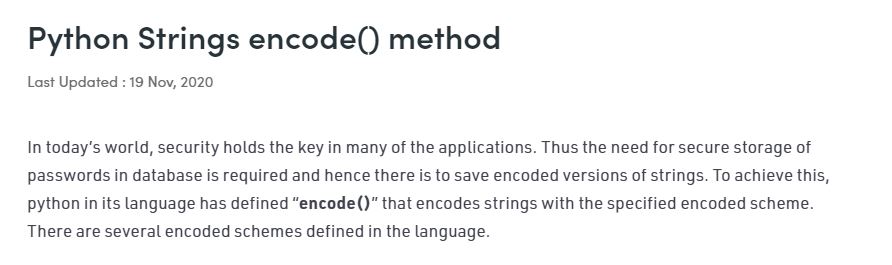 Python Strings encode() method
Last Updated : 19 Nov, 2020
In today’s world, security holds the key in many of the applications. Thus the need for secure storage of
passwords in database is required and hence there is to save encoded versions of strings. To achieve this,
python in its language has defined “encode()” that encodes strings with the specified encoded scheme.
There are several encoded schemes defined in the language.